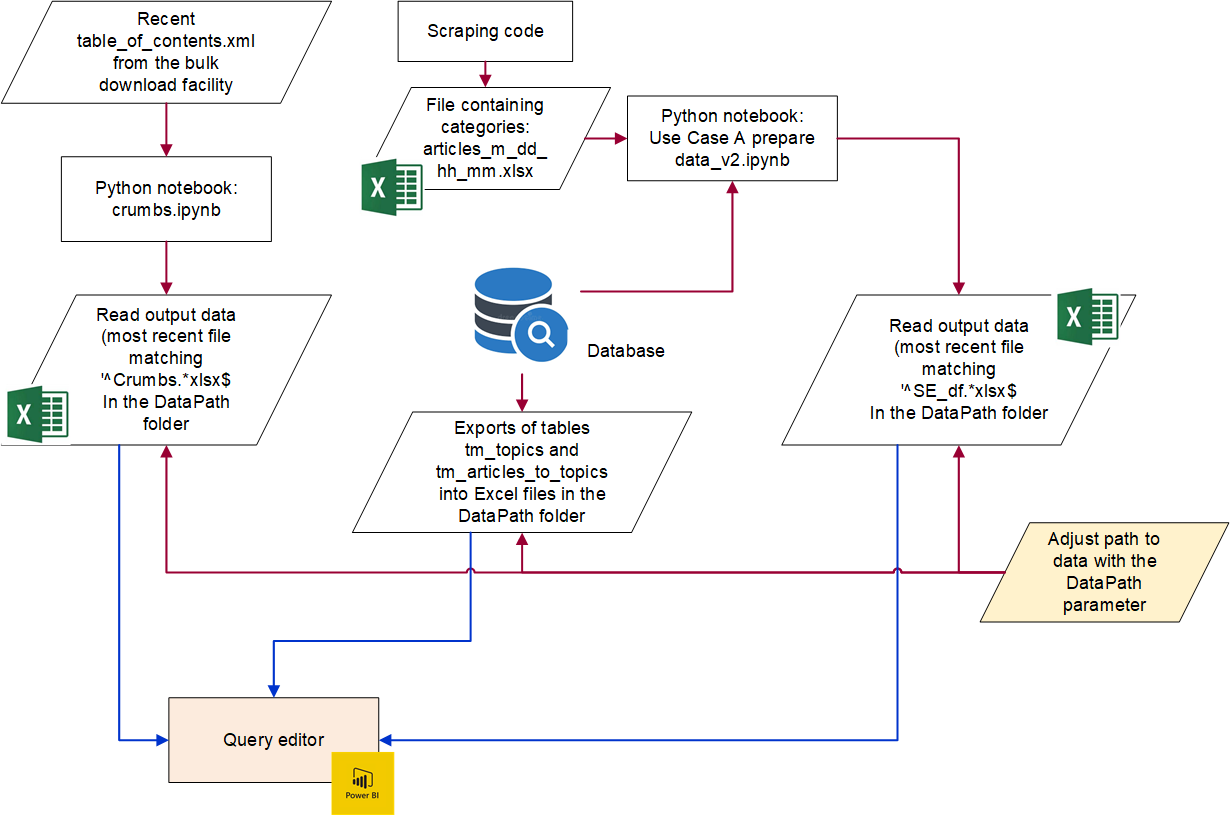 Recent
table_of_contents.xml
from the bulk
download facility
Scraping code
File containing
categories:
articles_m_dd_
hh_mm.xlsx
X
Python notebook:
Use Case A prepare
data_v2.ipynb
Python notebook:
crumbs.ipynb
Database
Read output data
(most recent file
matching
'^Crumbs.*xlsx$
In the DataPath
folder
X
Read output data
(most recent file
matching
'^SE_df.*xlsx$
In the DataPath folder
X
Exports of tables
tm_topics and
tm_articles_to_topics
into Excel files in the
DataPath folder
Adjust path to
data with the
DataPath
parameter
Query editor
Power BI